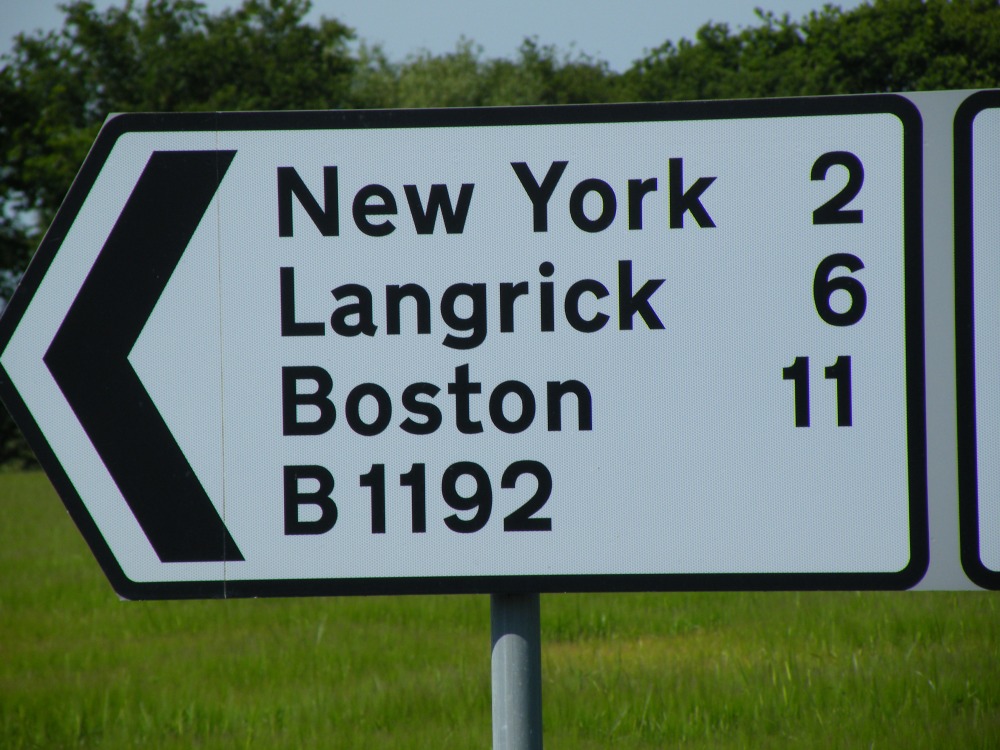 New York 2
Langrick 6
Boston 11
B1192